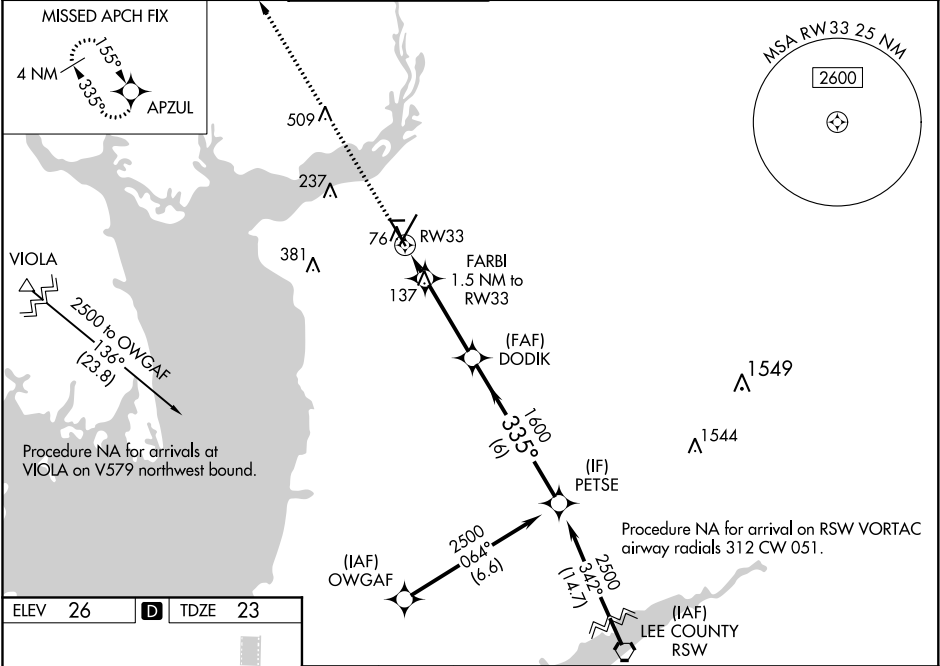 MISSED APCH FIX
4 NM
155°
335°
APZUL
MSA RW33 25 NM
2600
509
237
76
RW33
381
FARBI
1.5 NM to
RW33
137
VIOLA
2500 to OWGAF
136°
(23.8)
(FAF)
DODIK
1549
1544
1600
335°
(6)
Procedure NA for arrivals at
VIOLA on V579 northwest bound.
(IF)
PETSE
Procedure NA for arrival on RSW VORTAC
airway radials 312 CW 051.
2500
064°
(6.6)
(IAF)
OWGAF
2500
342°
(14.7)
(IAF)
LEE COUNTY
RSW
ELEV 26 D TDZE 23